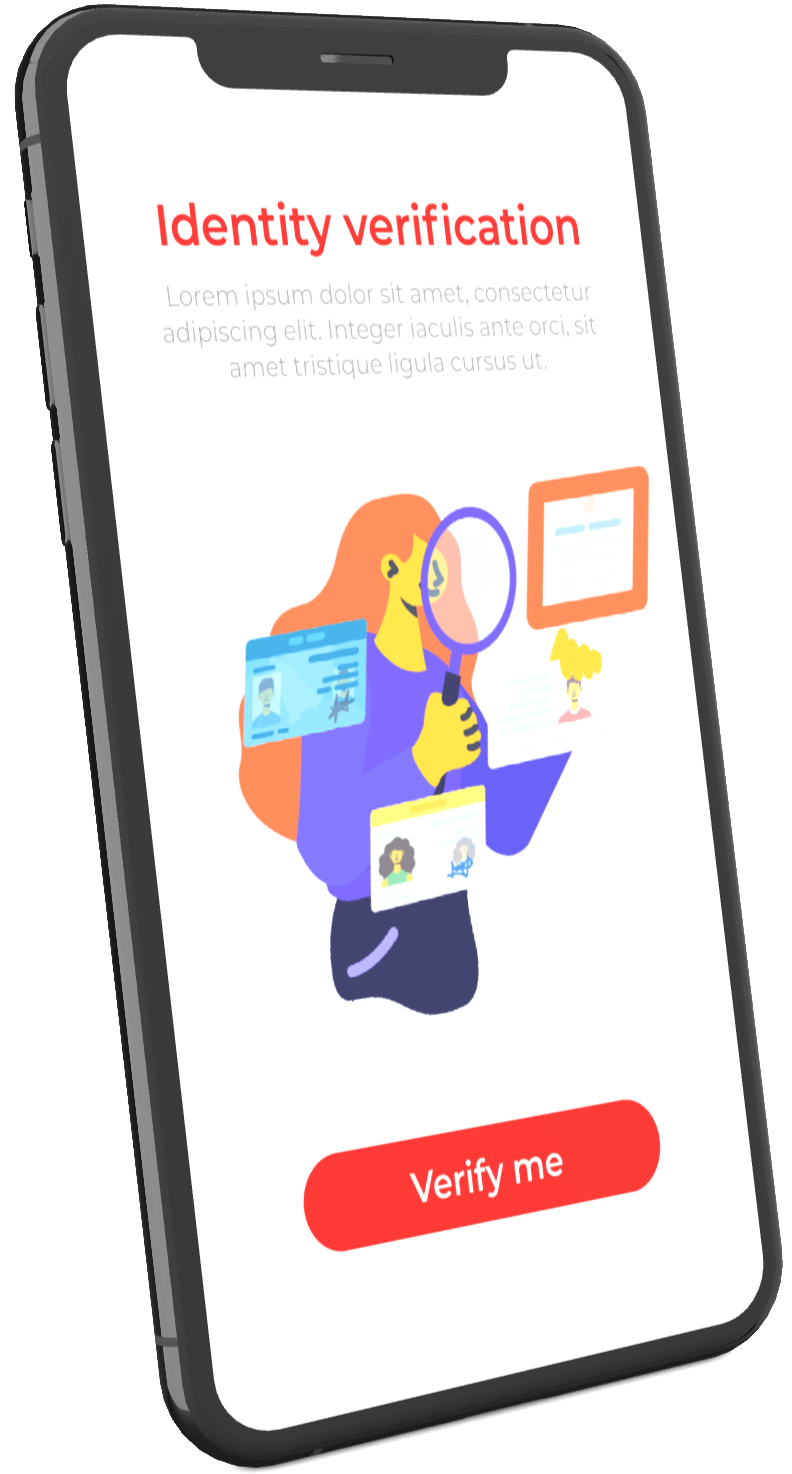 Identity verification
Lorem ipsum dolor sit amet, consectetur
adipiscing elit. Integer iaculis ante orci, sit
amet tristique ligula cursus ut.
Verify me